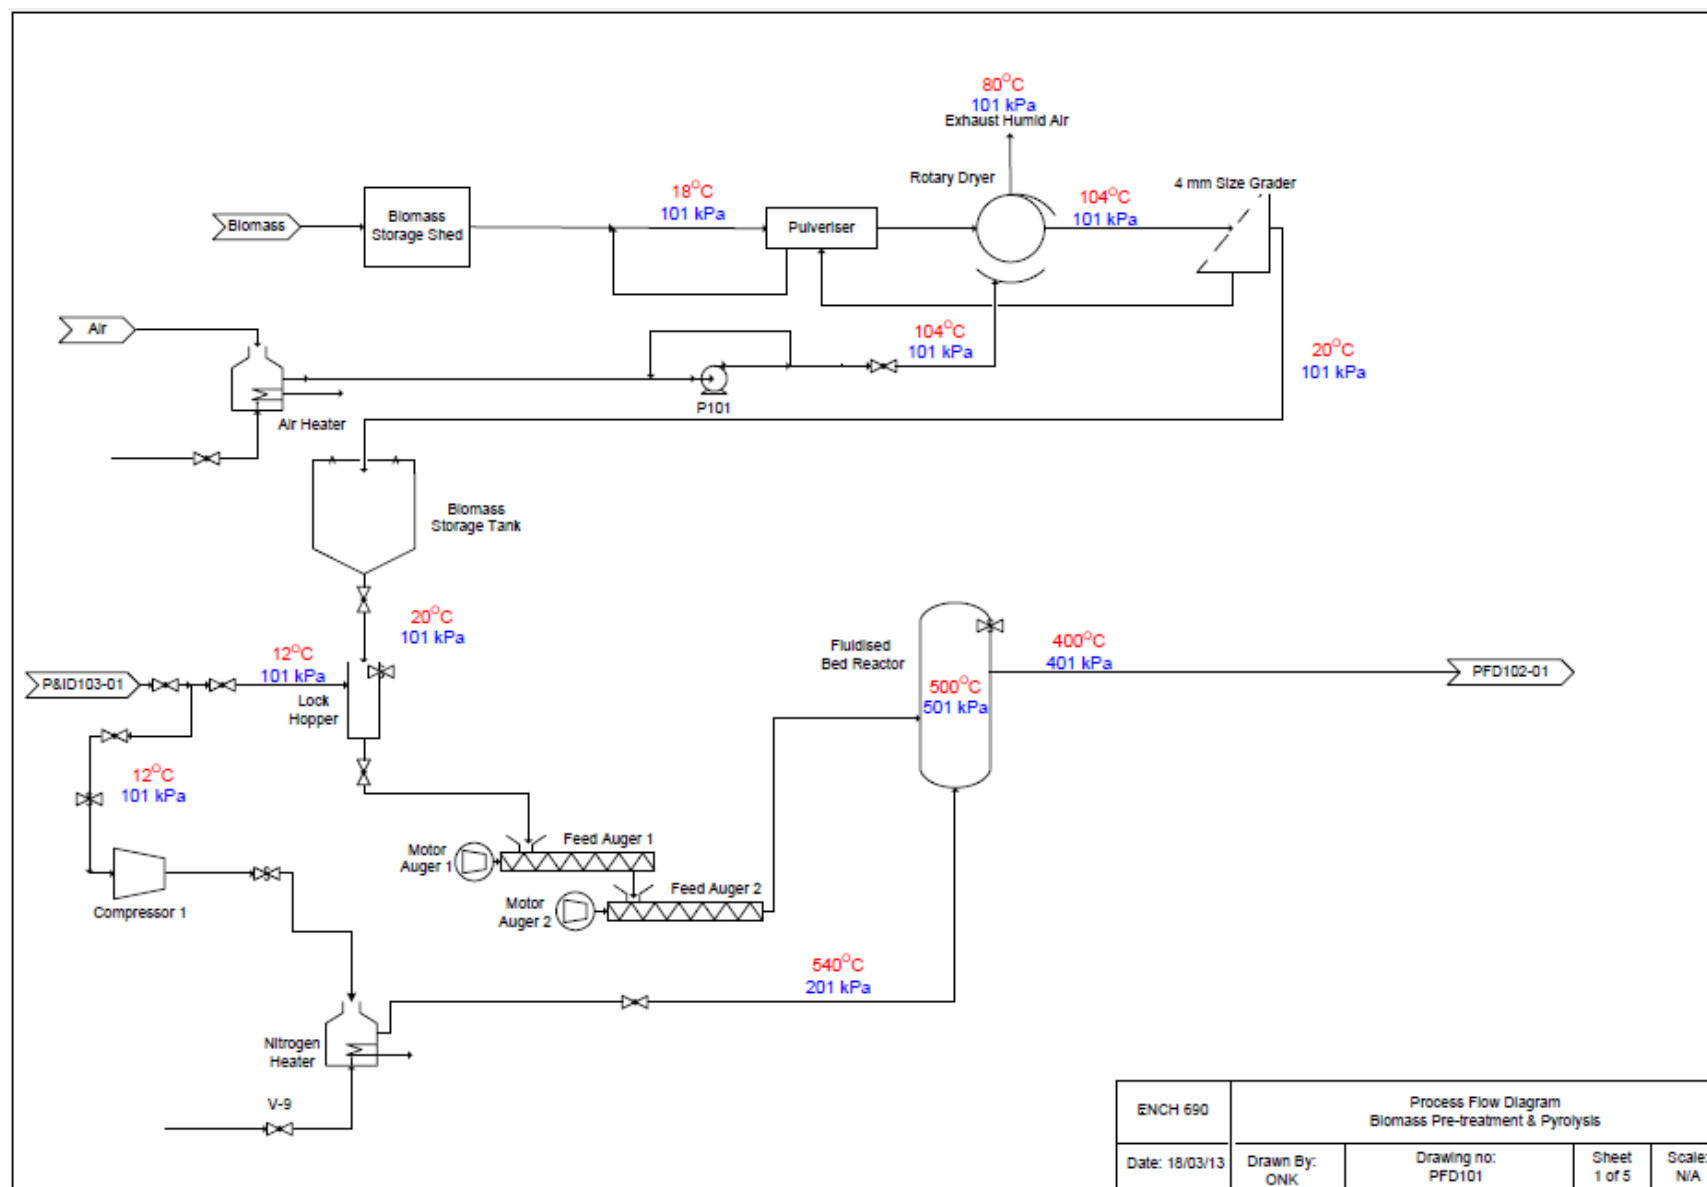 80°C
101 kPa
Exhaust Humid Air
Rotary Dryer
4 mm Size Grader
18°C
101 kPa
104°C
101 kPa
Biomass
Biomass
Storage Shed
Pulveriser
Air
104°C
101 kPa
20°C
101 kPa
P101
Air Heater
Biomass
Storage Tank
20°C
101 kPa
12°C
101 kPa
P&ID103-01
Lock
Hopper
Fluidised
Bed Reactor
400°C
401 kPa
PFD102-01
500°C
501 kPa
12°C
101 kPa
Feed Auger 1
Motor
Auger 1
Compressor 1
Feed Auger 2
Motor
Auger 2
540°C
201 kPa
Nitrogen
Heater
V-9
ENCH 690
Process Flow Diagram
Biomass Pre-treatment & Pyrolysis
Date: 18/03/13
Drawn By:
ONK
Drawing no:
PFD101
Sheet
1 of 5
Scale:
N/A